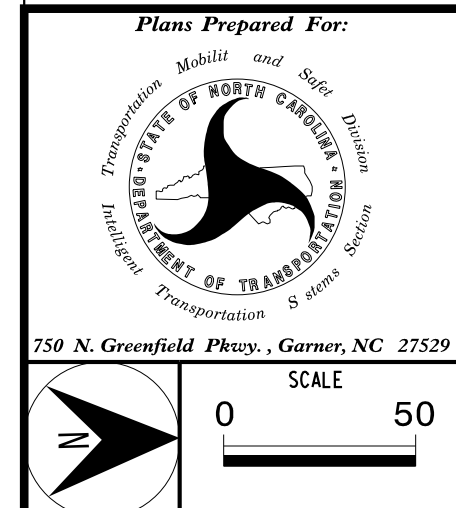 Plans Prepared For:
Transportation Mobilit and Safet Division
STATE OF NORTH CAROLINA
DEPARTMENT OF TRANSPORTATION
Intelligent Transportation S stems Section
750 N. Greenfield Pkwy. , Garner, NC 27529
N
SCALE
0 50